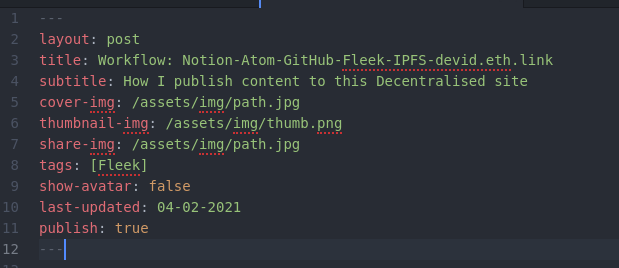 1 ---
2 layout: post
3 title: Workflow: Notion-Atom-GitHub-Fleek-IPFS-devid.eth.link
4 subtitle: How I publish content to this Decentralised site
5 cover-img: /assets/img/path.jpg
6 thumbnail-img: /assets/img/thumb.png
7 share-img: /assets/img/path.jpg
8 tags: [Fleek]
9 show-avatar: false
10 last-updated: 04-02-2021
11 publish: true
12 ---